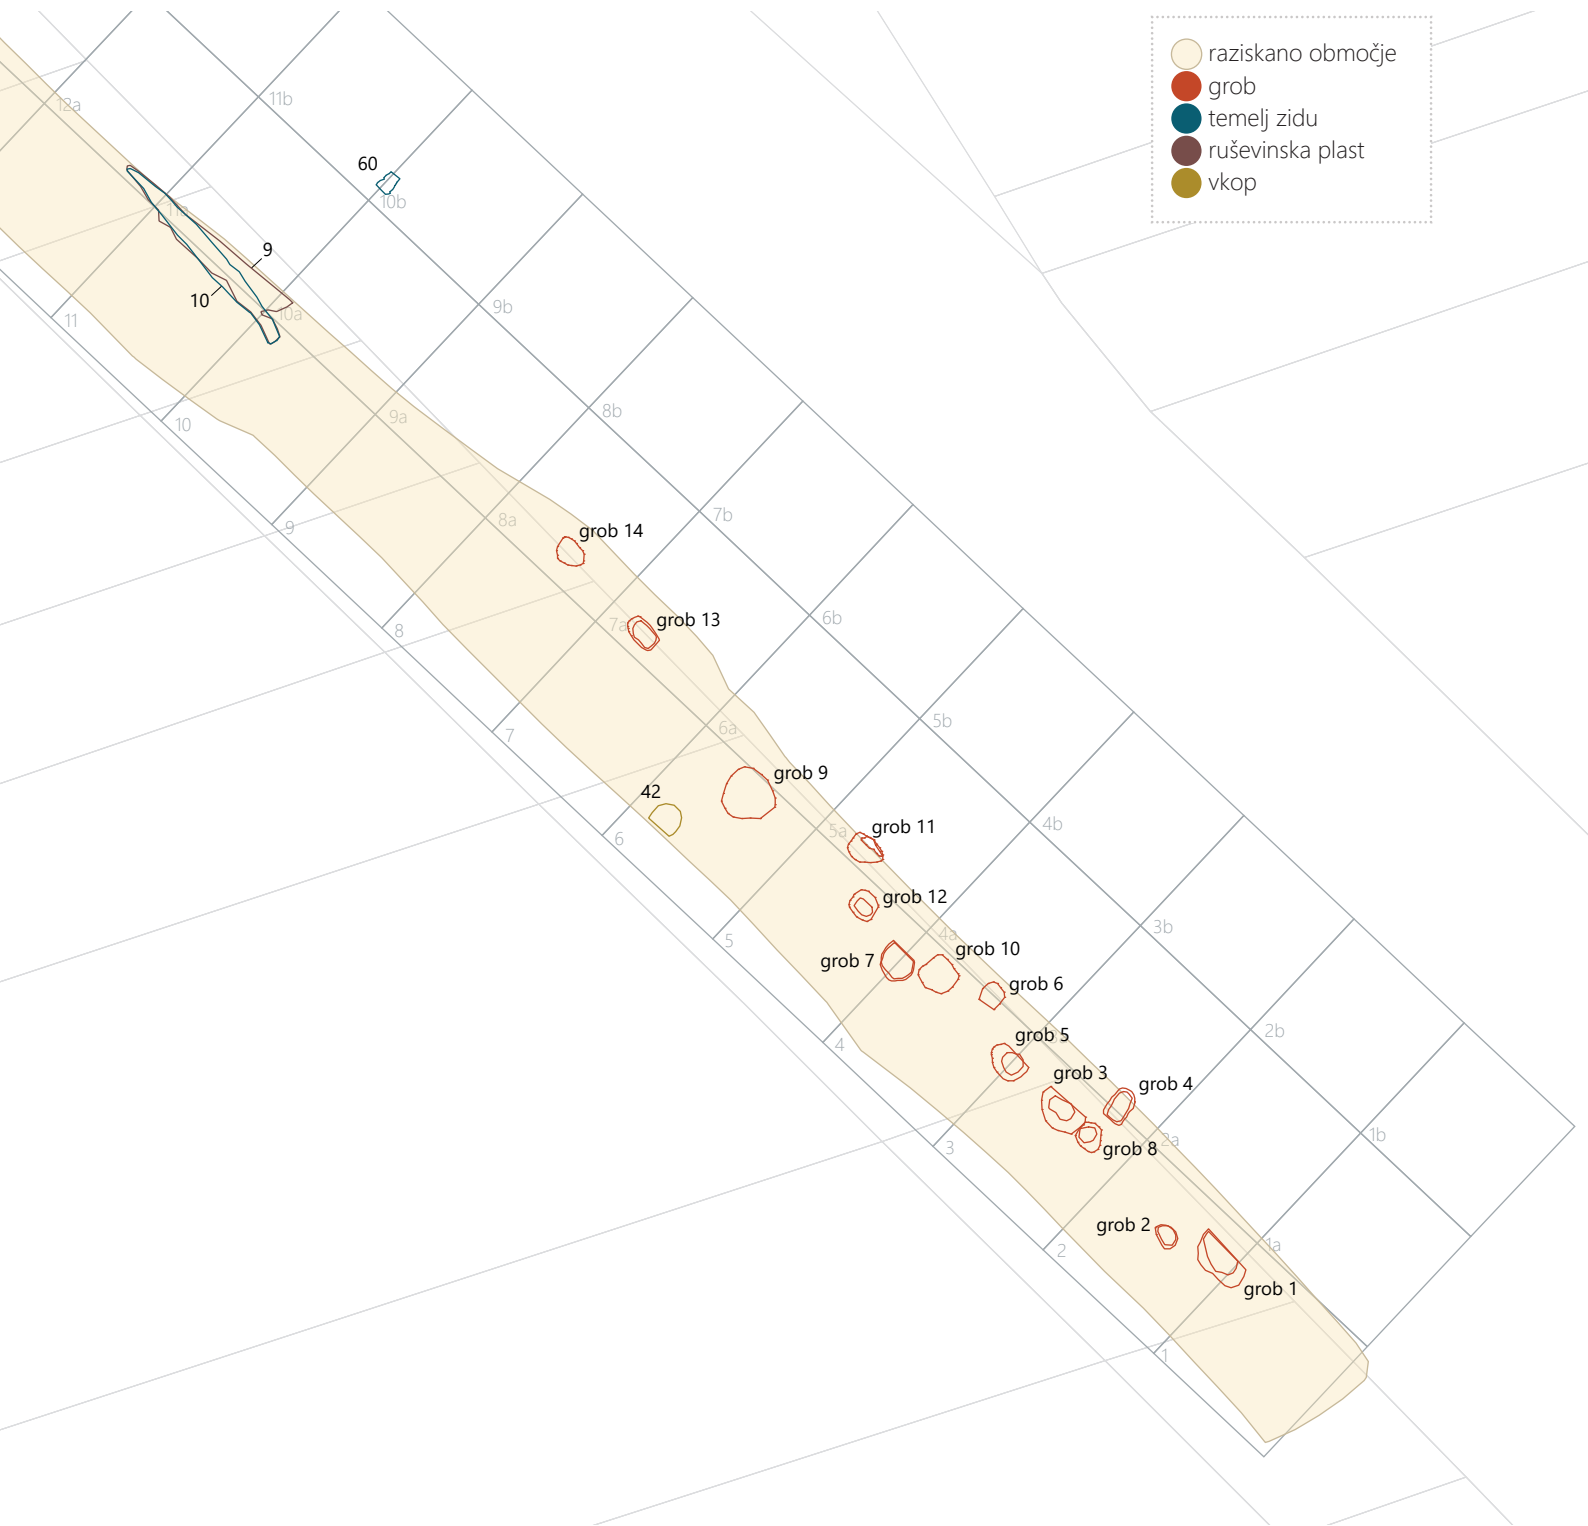 raziskano območje
grob
temelj zidu
ruševinska plast
vkop
12a
11b
60
10b
11a
9
10
10a
11
9b
10
9a
8b
9
8a
7b
grob 14
8
7a
grob 13
6b
7
6a
5b
grob 9
42
6
5a
grob 11
4b
grob 12
5
4a
grob 10
3b
grob 7
grob 6
4
grob 5
2b
grob 3
grob 4
3
2a
grob 8
1b
grob 2
2
1a
grob 1
1